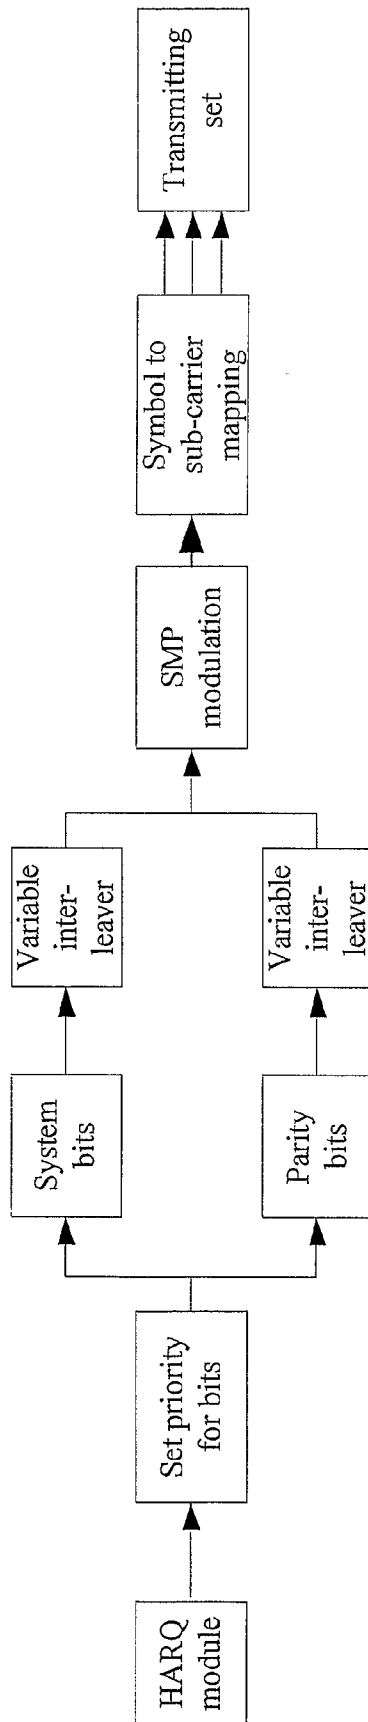 HARQ
module
Set priority
for bits
System
bits
Variable
inter-
leaver
Parity
bits
Variable
inter-
leaver
SMP
modulation
Symbol to
sub-carrier
mapping
Transmitting
set